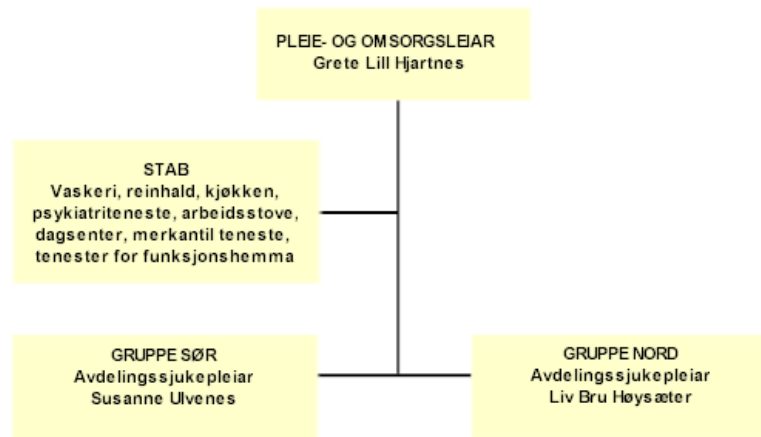 PLEIE- OG OMSORGSLEIAR
Grete Lill Hjartnes
STAB
Vaskeri, reinhald, kjøkken,
psykiatriteneste, arbeidsstove,
dagsenter, merkantil teneste,
tenester for funksjonshemma
GRUPPE SØR
Avdelingssjukepleiar
Susanne Ulvenes
GRUPPE NORD
Avdelingssjukepleiar
Liv Bru Høysæter